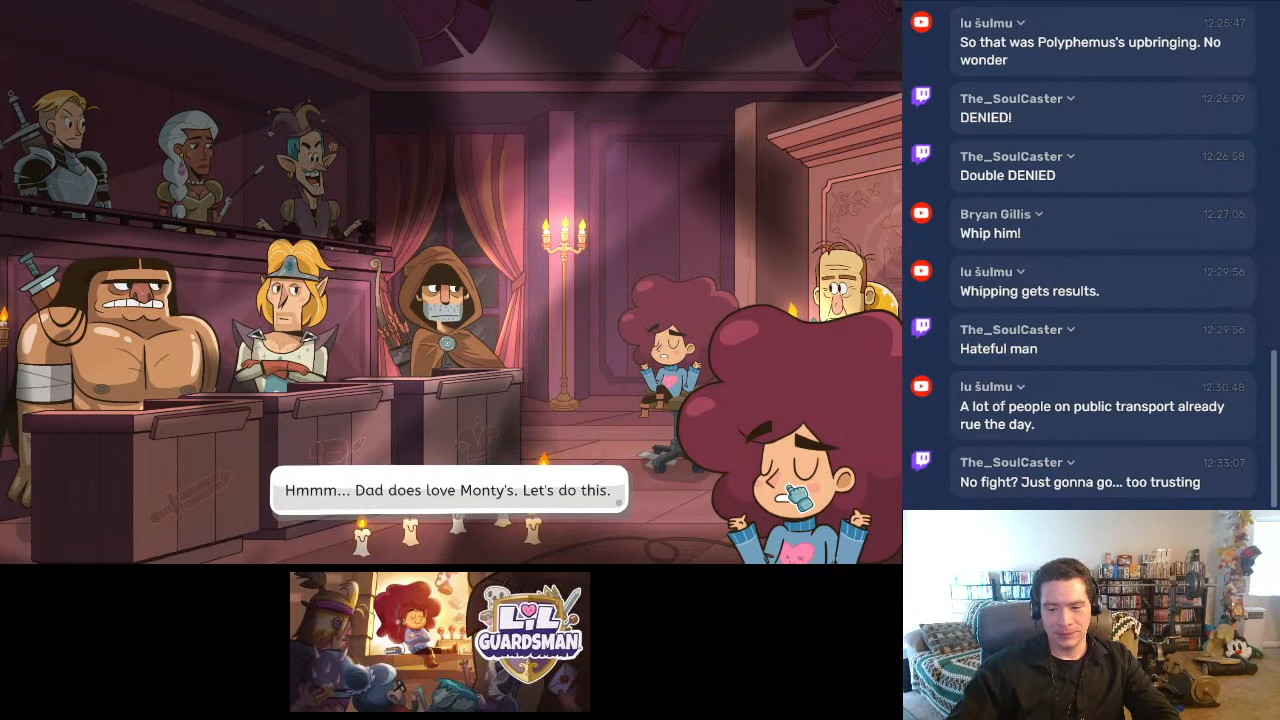 lu šulmu
12:25:47
So that was Polyphemus's upbringing. No
wonder
The_SoulCaster
12:26:09
DENIED!
The_SoulCaster
12:26:58
Double DENIED
Bryan Gillis
12:27:06
Whip him!
lu šulmu
12:29:56
Whipping gets results.
The_SoulCaster
12:29:56
Hateful man
lu šulmu
12:30:48
A lot of people on public transport already
rue the day.
The_SoulCaster
12:33:07
No fight? Just gonna go... too trusting
Hmmm... Dad does love Monty's. Let's do this.
LiL
GUARDSMAN